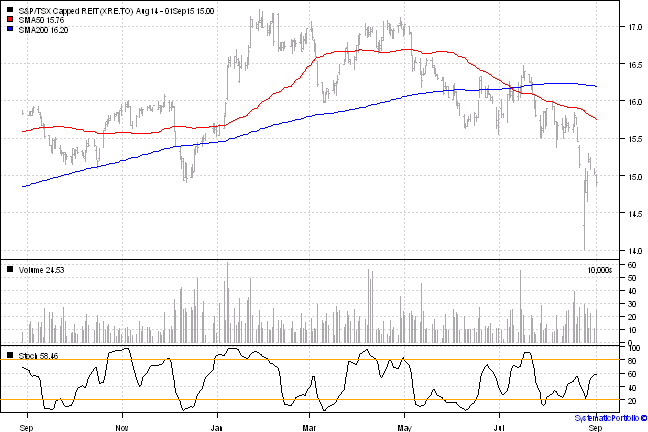 S&P/TSX Capped REIT (XRE.TO) Aug14 - 01Sep15 15.00
SMA50 15.76
SMA200 16.20
17.0
16.5
16.0
15.5
15.0
14.5
14.0
Volume 24.53
10,000s
60
50
40
30
20
10
0
Stoch 58.46
100
80
60
40
20
Sep Nov Jan Mar May Jul Sep
SystematicPortfolio ©